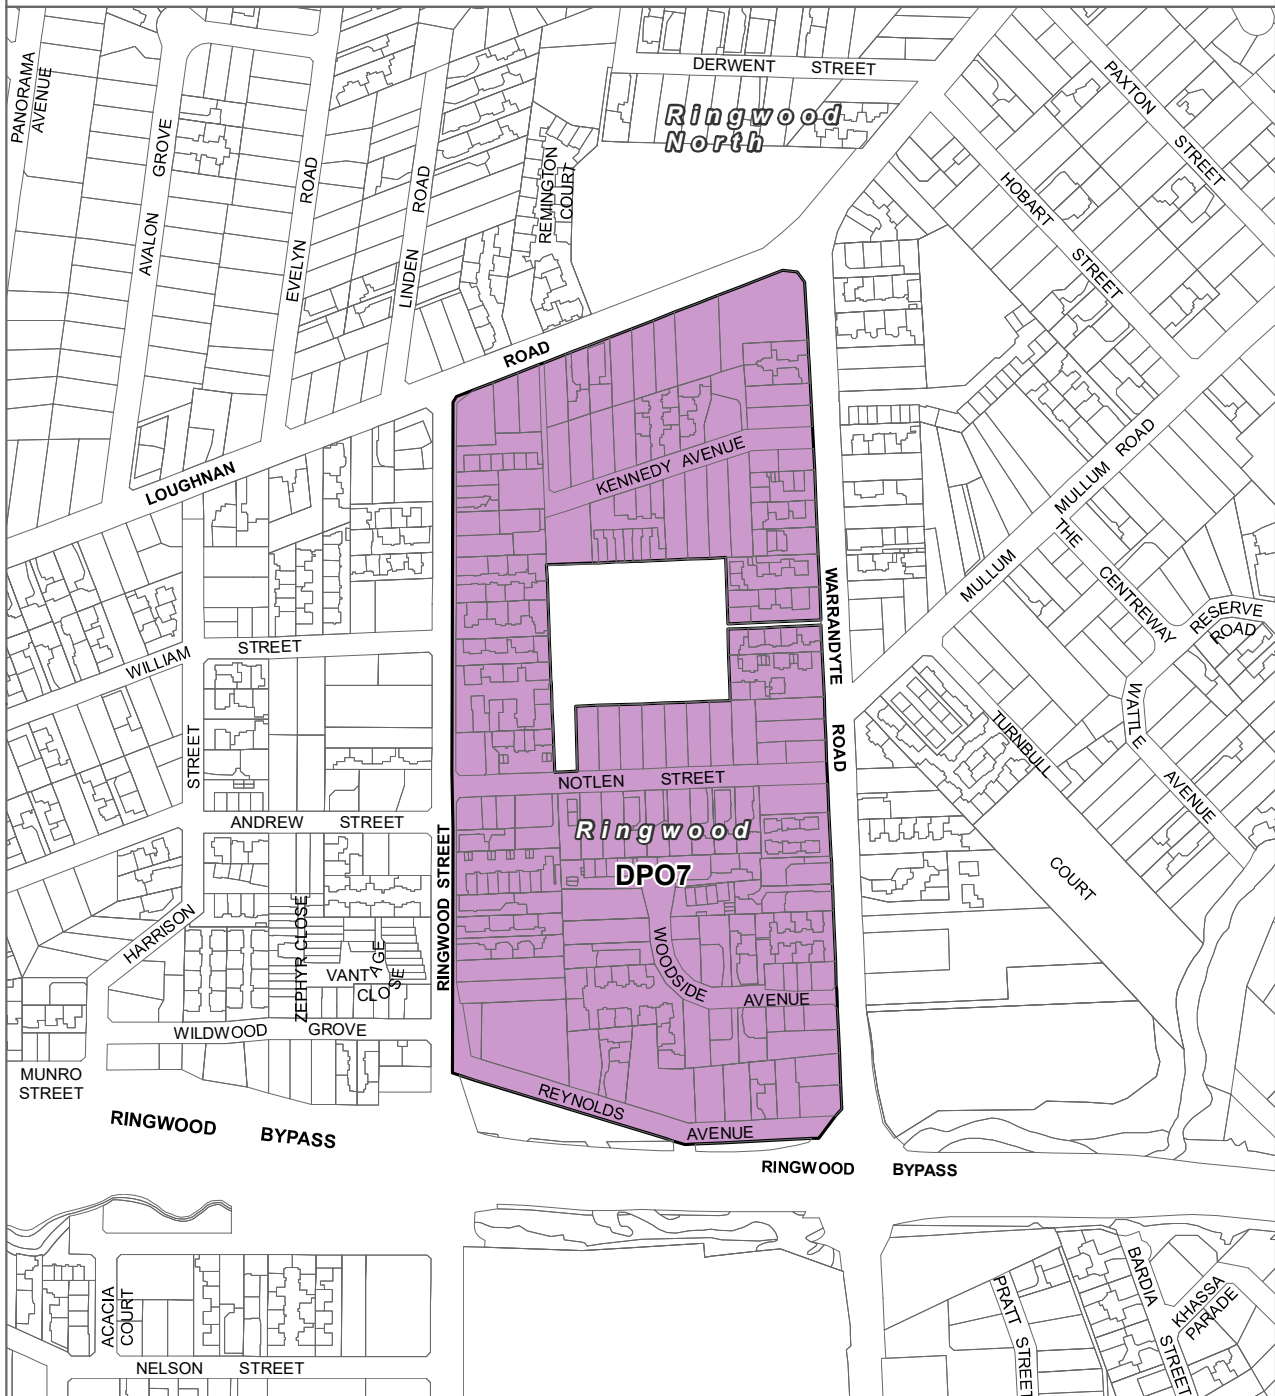 DERWENT STREET
PANORAMA
AVENUE
PAXTON STREET
Ringwood
North
AVALON GROVE
EVELYN ROAD
LINDEN ROAD
REMINGTON
COURT
HOBART STREET
LOUGHNAN ROAD
KENNEDY AVENUE
MULLUM MULLUM ROAD
THE CENTREWAY
RESERVE
ROAD
WARRANDYTE ROAD
WILLIAM STREET
STREET
WATTLE AVENUE
TURNBULL COURT
NOTLEN STREET
ANDREW STREET
Ringwood
DPO7
RINGWOOD STREET
HARRISON
ZEPHYR CLOSE
VANTAGE
CLOSE
WOODSIDE AVENUE
WILDWOOD GROVE
MUNRO
STREET
REYNOLDS AVENUE
RINGWOOD BYPASS
RINGWOOD BYPASS
ACACIA
COURT
NELSON STREET
PRATT STREET
BARDIA STREE
KHASSA
PARADE